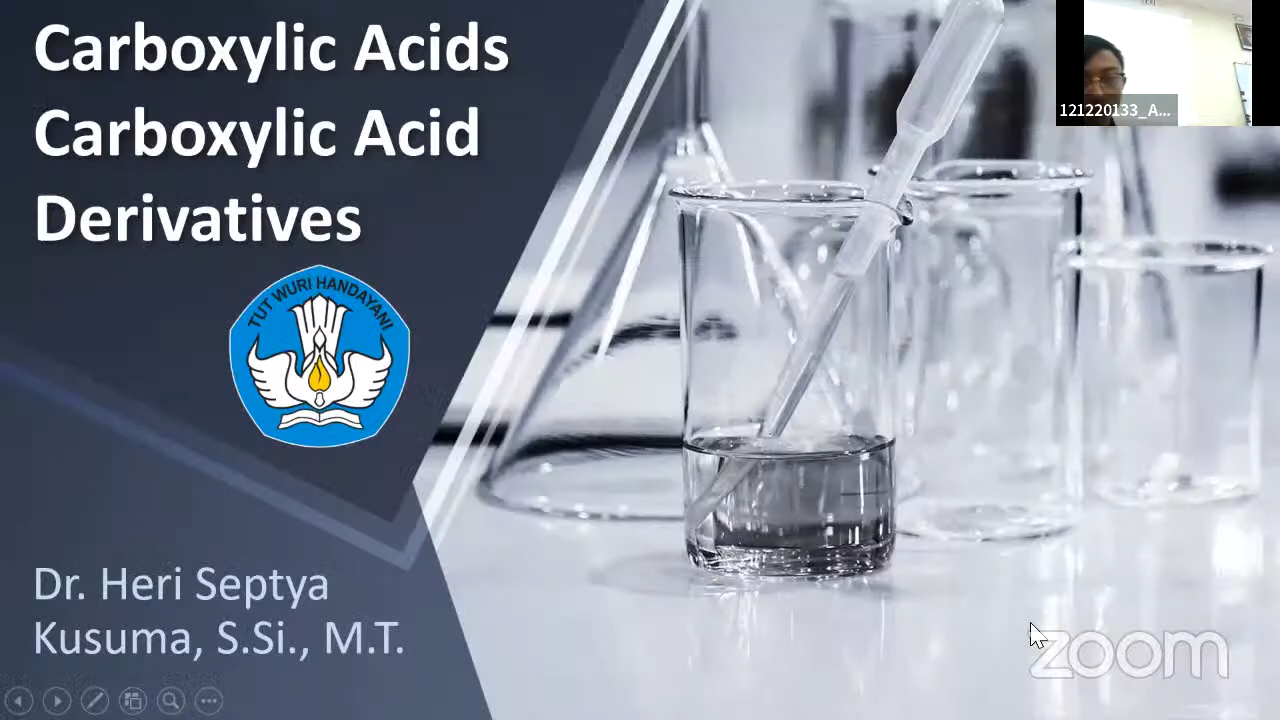 Carboxylic Acids
Carboxylic Acid
Derivatives
TUT WURI HANDAYANI
Dr. Heri Septya
Kusuma, S.Si., M.T.
121220133_A...
zoom